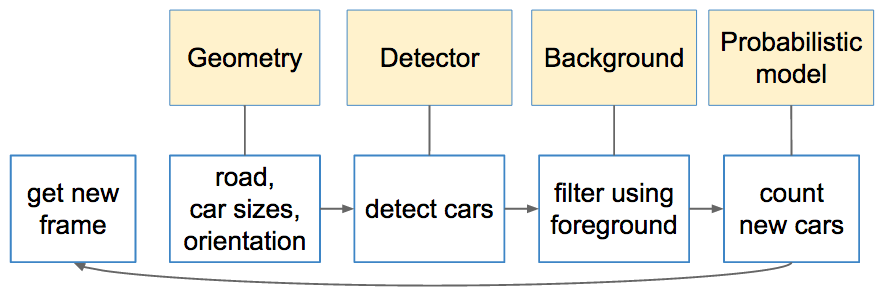 Geometry
Detector
Background
Probabilistic
model
get new
frame
road,
car sizes,
orientation
detect cars
filter using
foreground
count
new cars